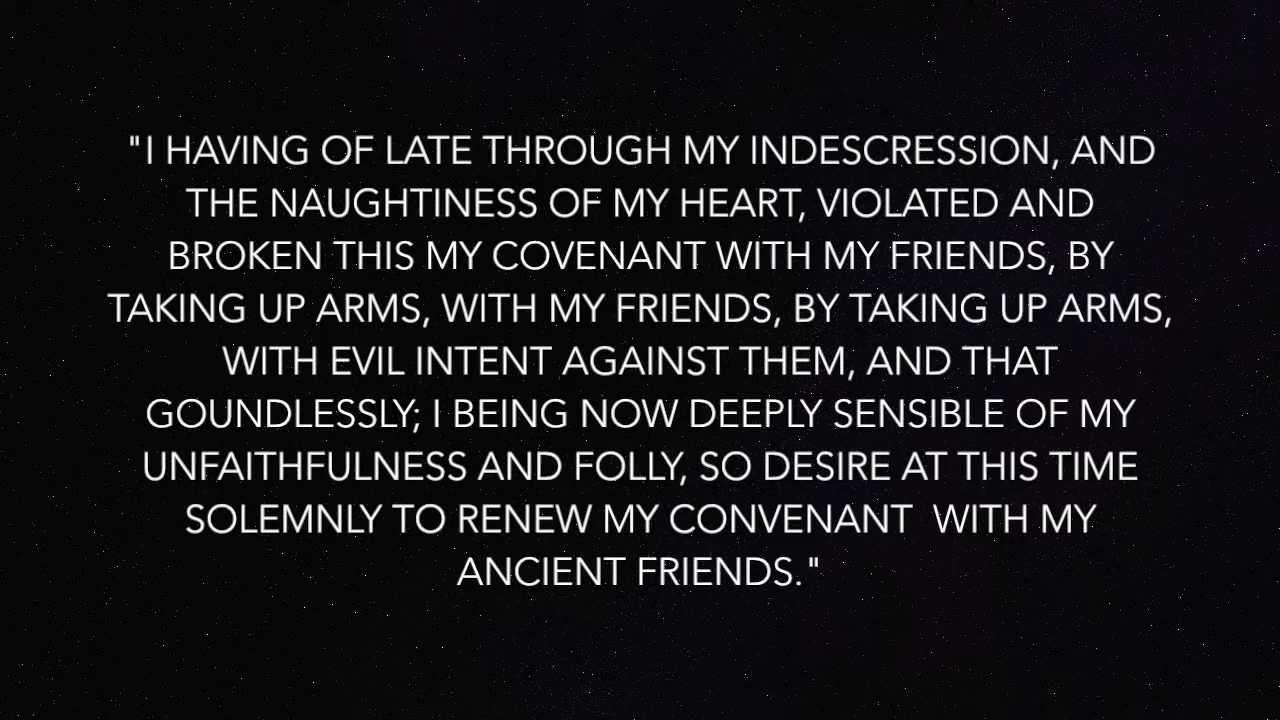 "I HAVING OF LATE THROUGH MY INDESCRESSION, AND
THE NAUGHTINESS OF MY HEART, VIOLATED AND
BROKEN THIS MY COVENANT WITH MY FRIENDS, BY
TAKING UP ARMS, WITH MY FRIENDS, BY TAKING UP ARMS,
WITH EVIL INTENT AGAINST THEM, AND THAT
GOUNDLESSLY; I BEING NOW DEEPLY SENSIBLE OF MY
UNFAITHFULNESS AND FOLLY, SO DESIRE AT THIS TIME
SOLEMNLY TO RENEW MY CONVENANT  WITH MY
ANCIENT FRIENDS."